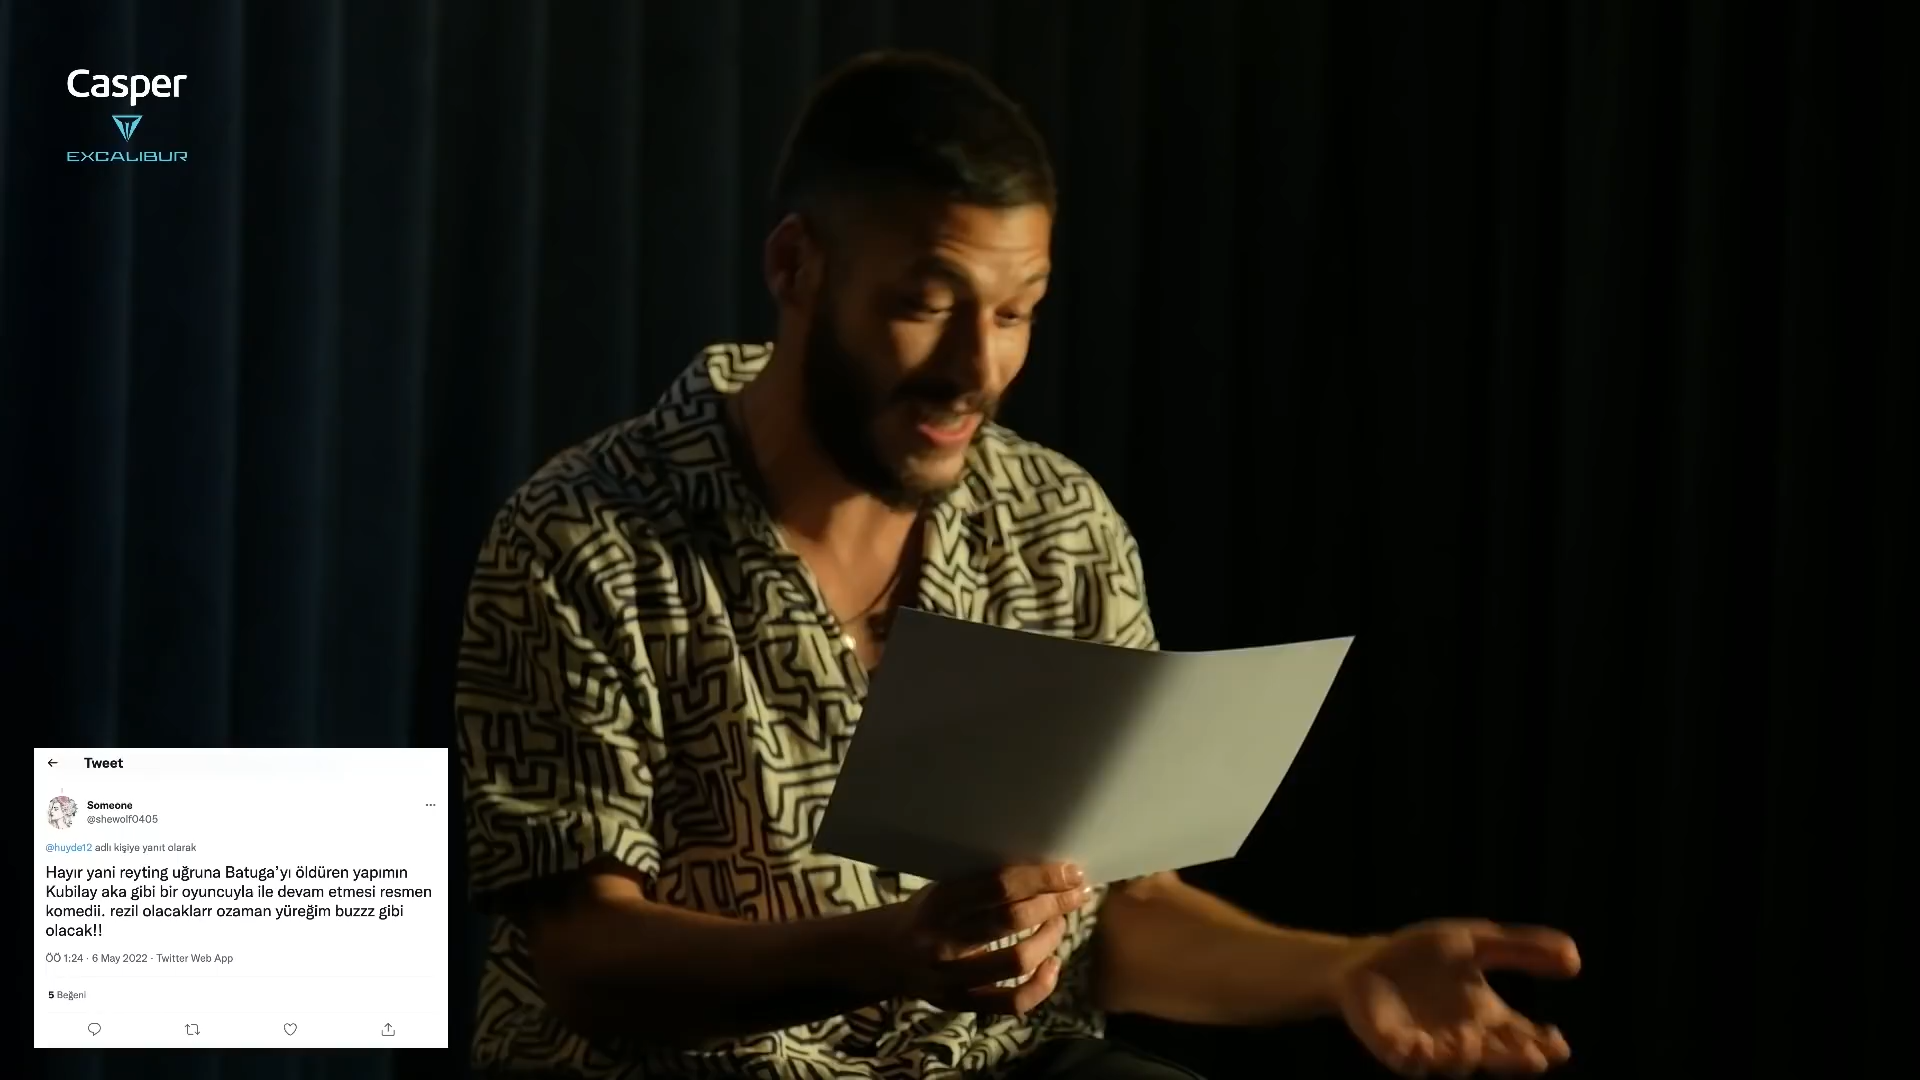 Casper
EXCALIBUR
Tweet
Someone
@shewolf0405
@huyde12 adlı kişiye yanıt olarak
Hayır yani reyting uğruna Batuga'yı öldüren yapımın
Kubilay aka gibi bir oyuncuyla ile devam etmesi resmen
komedii. rezil olacaklarr ozaman yüreğim buzzz gibi
olacak!!
ÖÖ 1:24 · 6 May 2022 · Twitter Web App
5 Beğeni